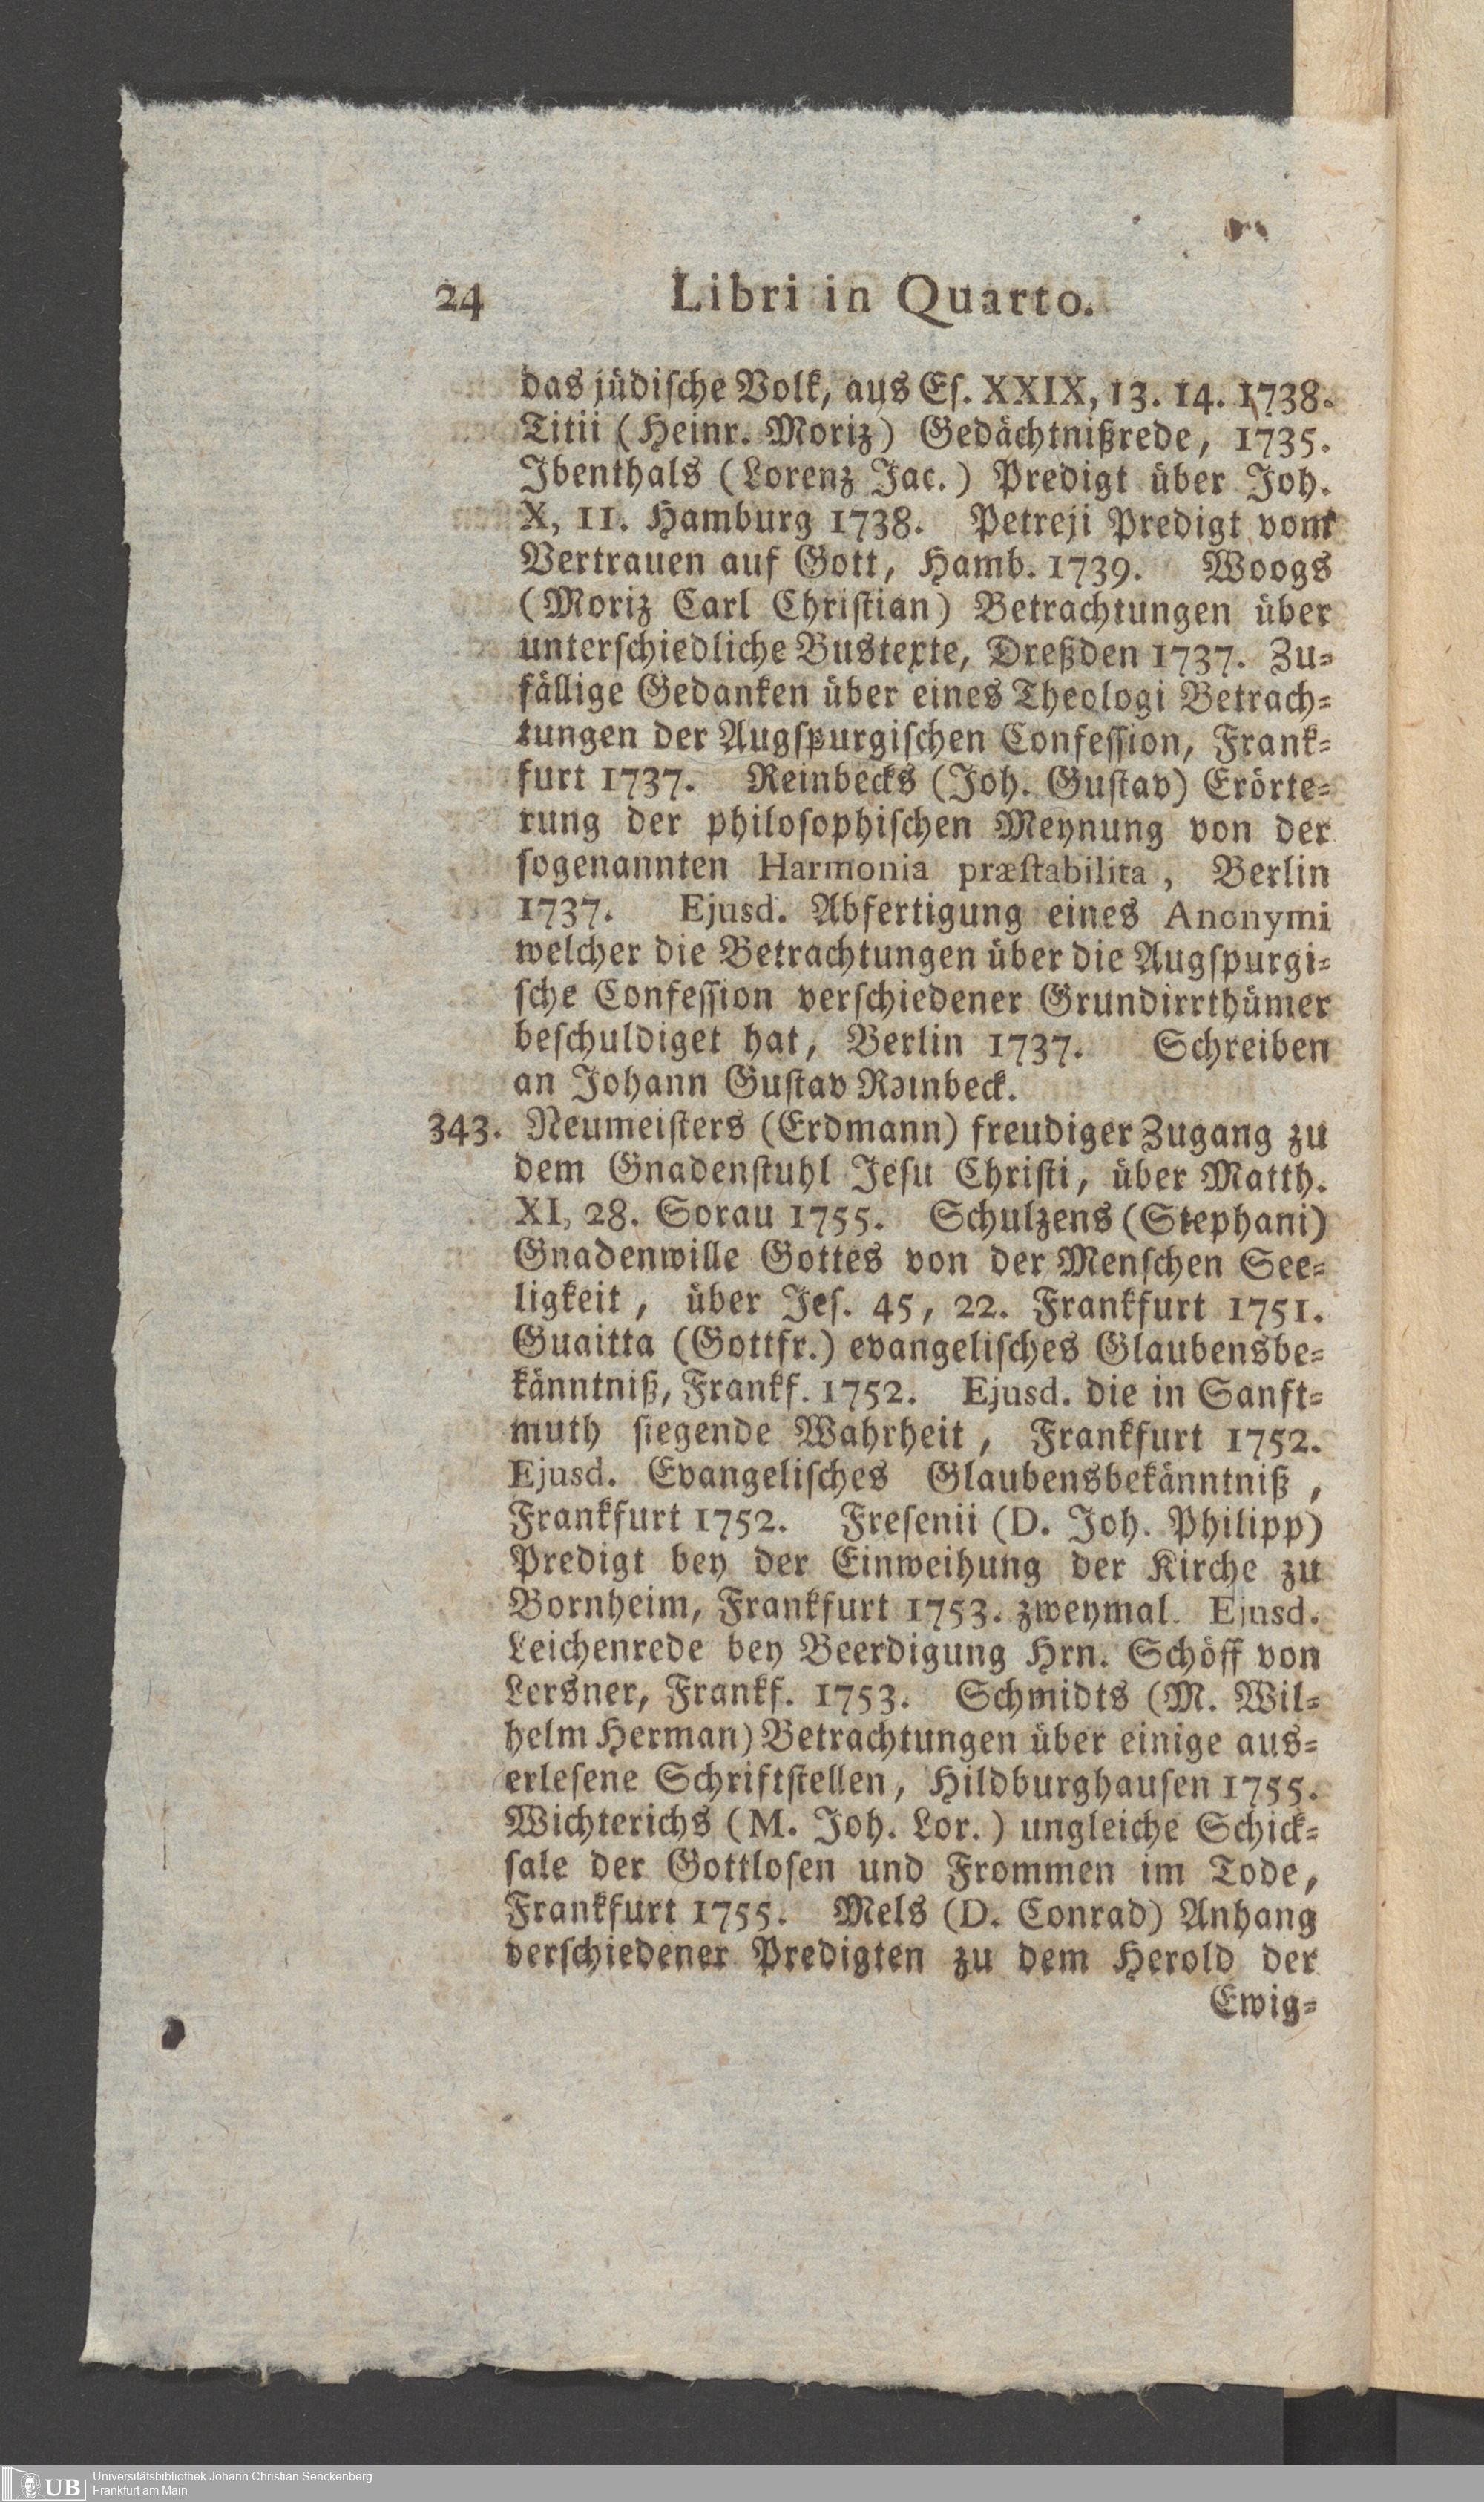 24 Libri in Quarto.
das jüdiſche Volk, aus Eſ. XXIX, 13. 14. 1738.
Titii (Heinr. Moriz) Gedächtnißrede, 1735.
Ibenthals (Lorenz Jac.) Predigt über Joh.
X, 11. Hamburg 1738. Petreji Predigt vom
Vertrauen auf Gott, Hamb. 1739. Woogs
(Moriz Carl Chriſtian) Betrachtungen über
unterſchiedliche Bustexte, Dreßden 1737. Zu=
fällige Gedanken über eines Theologi Betrach=
tungen der Augſpurgiſchen Confeſſion, Frank=
furt 1737. Reinbecks (Joh. Guſtav) Erörte=
rung der philoſophiſchen Meynung von der
ſogenannten Harmonia præſtabilita, Berlin
1737. Ejusd. Abfertigung eines Anonymi
welcher die Betrachtungen über die Augſpurgi=
ſche Confeſſion verſchiedener Grundirrthümer
beſchuldiget hat, Berlin 1737. Schreiben
an Johann Guſtav Reinbeck.
343. Neumeiſters (Erdmann) freudiger Zugang zu
dem Gnadenſtuhl Jeſu Chriſti, über Matth.
XI, 28. Sorau 1755. Schulzens (Stephani)
Gnadenwille Gottes von der Menſchen See=
ligkeit, über Jeſ. 45, 22. Frankfurt 1751.
Guaitta (Gottfr.) evangeliſches Glaubensbe=
känntniß, Frankf. 1752. Ejusd. die in Sanft=
muth ſiegende Wahrheit, Frankfurt 1752.
Ejusd. Evangeliſches Glaubensbekänntniß,
Frankfurt 1752. Freſenii (D. Joh. Philipp)
Predigt bey der Einweihung der Kirche zu
Bornheim, Frankfurt 1753. zweymal. Ejusd.
Leichenrede bey Beerdigung Hrn. Schöff von
Lersner, Frankf. 1753. Schmidts (M. Wil=
helm Herman) Betrachtungen über einige aus=
erleſene Schriftſtellen, Hildburghauſen 1755.
Wichterichs (M. Joh. Lor.) ungleiche Schick=
ſale der Gottloſen und Frommen im Tode,
Frankfurt 1755. Mels (D. Conrad) Anhang
verſchiedener Predigten zu dem Herold der
Ewig=
UB Universitätsbibliothek Johann Christian Senckenberg
Frankfurt am Main